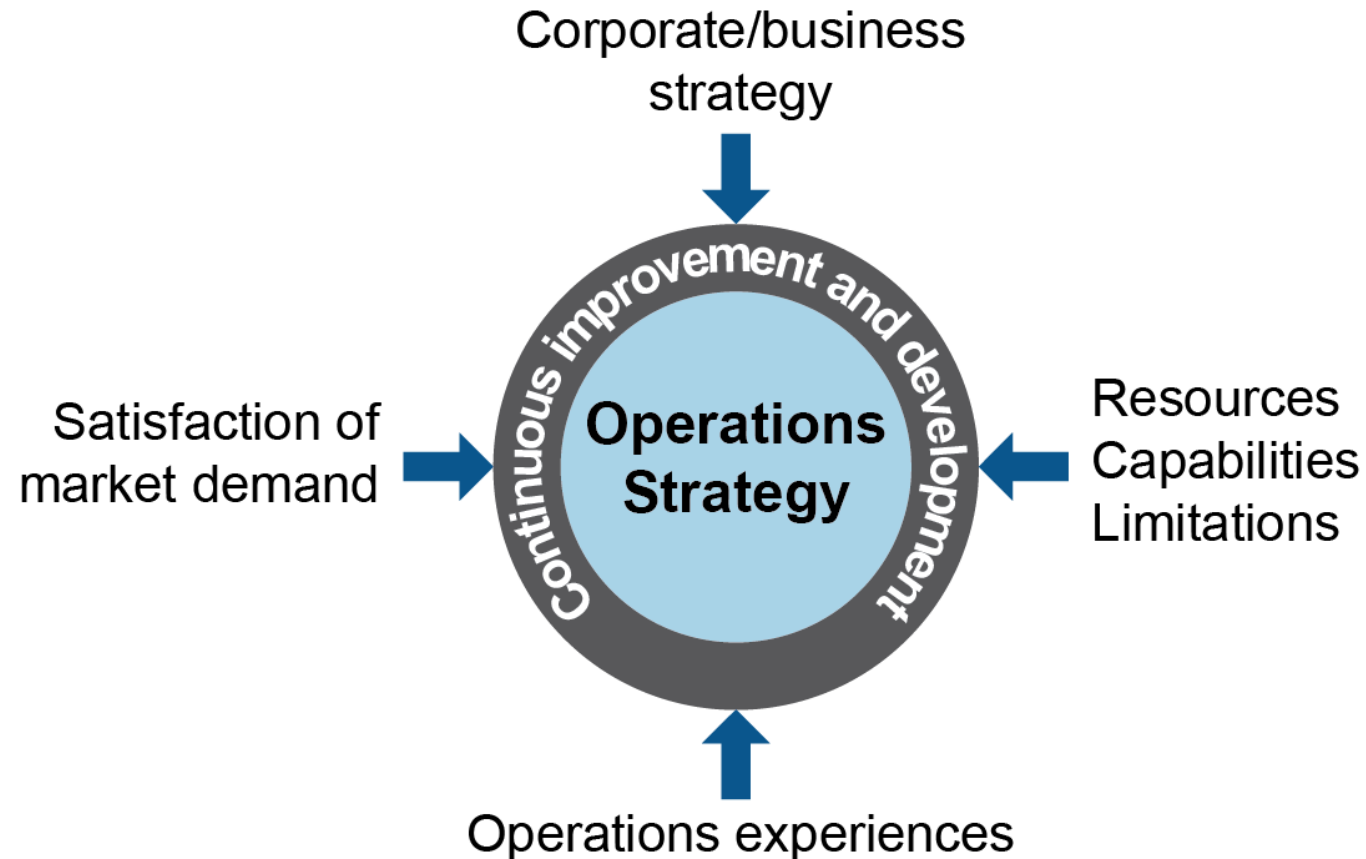 Corporate/business
strategy
Continuous improvement and development
Satisfaction of
market demand
Operations
Strategy
Resources
Capabilities
Limitations
Operations experiences